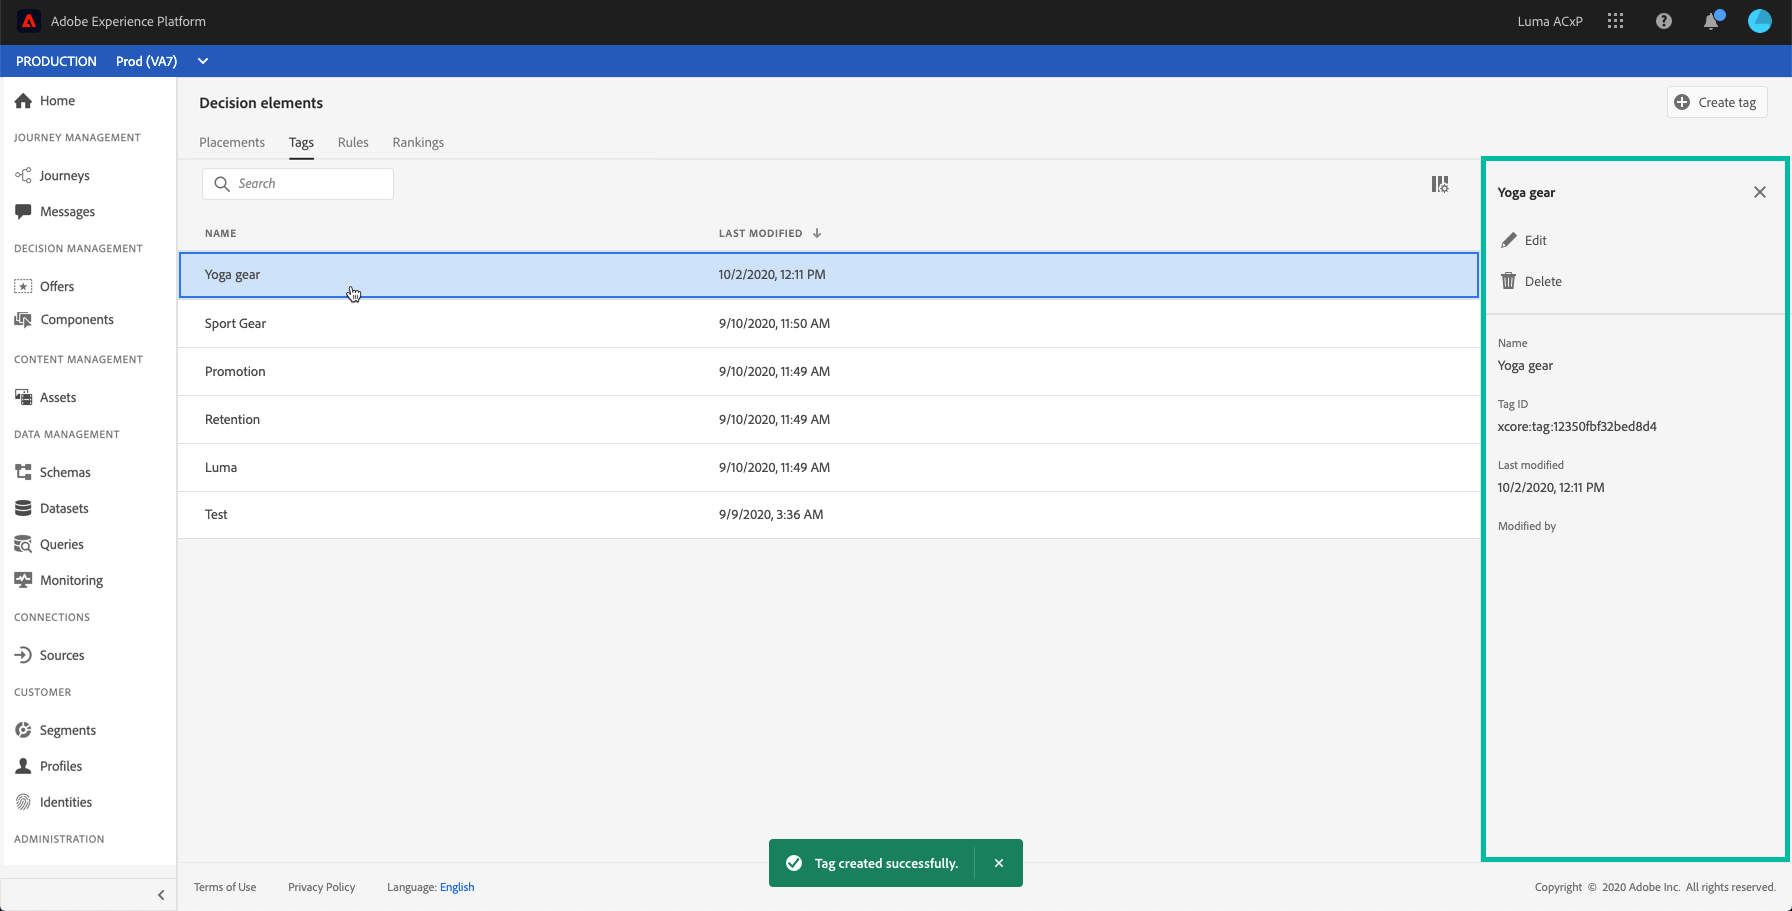 Adobe Experience Platform
Luma ACxP
PRODUCTION Prod (VA7)
Home
JOURNEY MANAGEMENT
Journeys
Messages
DECISION MANAGEMENT
Offers
Components
CONTENT MANAGEMENT
Assets
DATA MANAGEMENT
Schemas
Datasets
Queries
Monitoring
CONNECTIONS
Sources
CUSTOMER
Segments
Profiles
Identities
ADMINISTRATION
Decision elements
Create tag
Placements Tags Rules Rankings
Search
NAME LAST MODIFIED
Yoga gear 10/2/2020, 12:11 PM
Sport Gear 9/10/2020, 11:50 AM
Promotion 9/10/2020, 11:49 AM
Retention 9/10/2020, 11:49 AM
Luma 9/10/2020, 11:49 AM
Test 9/9/2020, 3:36 AM
Yoga gear
Edit
Delete
Name
Yoga gear
Tag ID
xcore:tag:12350fbf32bed8d4
Last modified
10/2/2020, 12:11 PM
Modified by
Tag created successfully.
Terms of Use Privacy Policy Language: English
Copyright © 2020 Adobe Inc. All rights reserved.